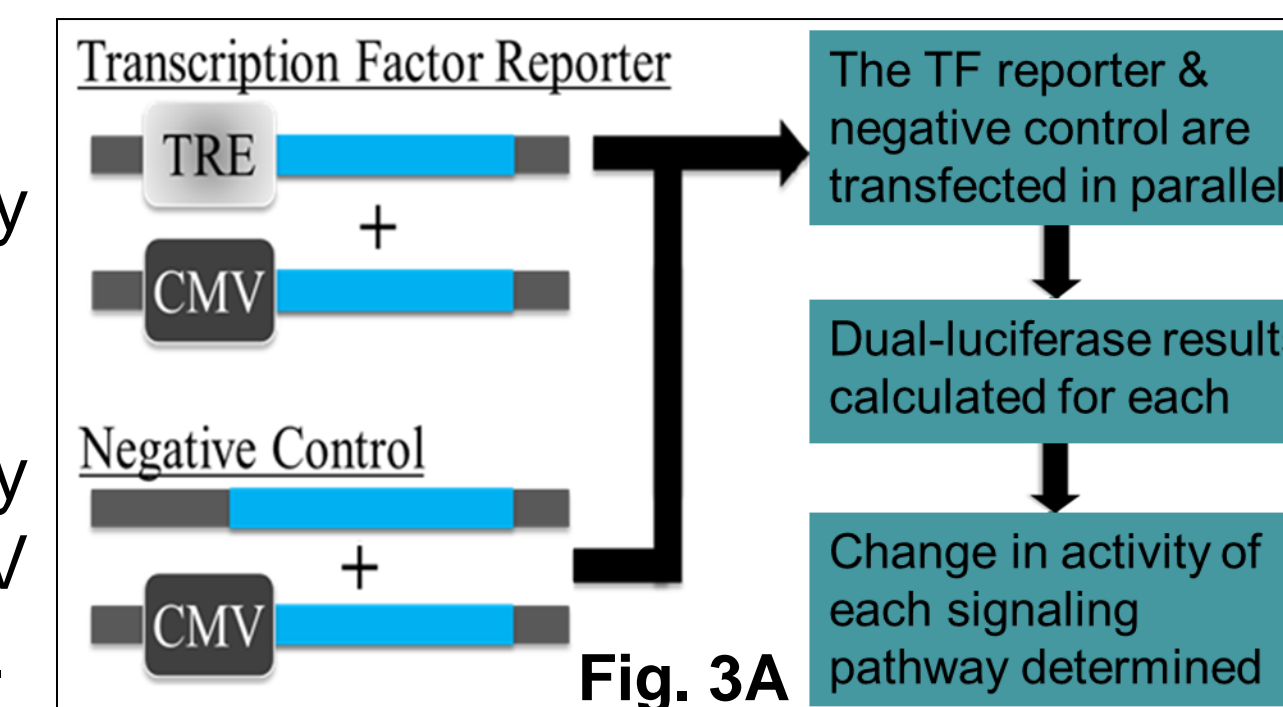 Transcription Factor Reporter
TRE
+
CMV
Negative Control
+
CMV
Fig. 3A
The TF reporter &
negative control are
transfected in parallel
Dual-luciferase results
calculated for each
Change in activity of
each signaling
pathway determined
y
y
V